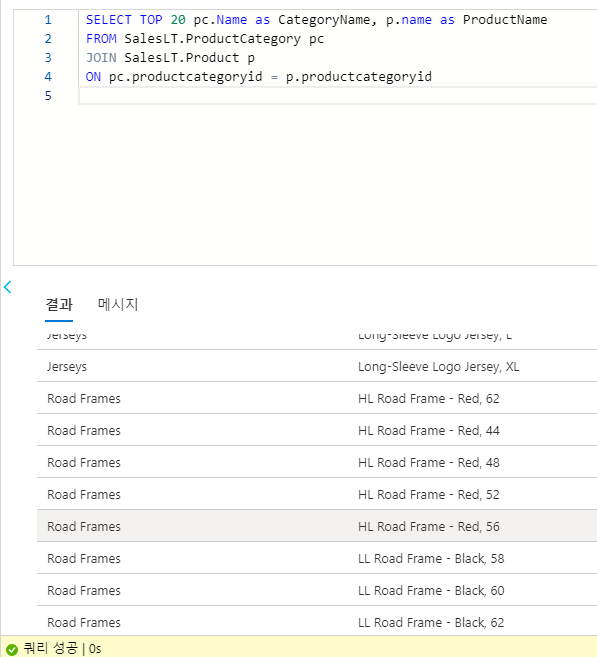 1 SELECT TOP 20 pc.Name as CategoryName, p.name as ProductName
2 FROM SalesLT.ProductCategory pc
3 JOIN SalesLT.Product p
4 ON pc.productcategoryid = p.productcategoryid
5
결과 메시지
Jerseys Long-Sleeve Logo Jersey, L
Jerseys Long-Sleeve Logo Jersey, XL
Road Frames HL Road Frame - Red, 62
Road Frames HL Road Frame - Red, 44
Road Frames HL Road Frame - Red, 48
Road Frames HL Road Frame - Red, 52
Road Frames HL Road Frame - Red, 56
Road Frames LL Road Frame - Black, 58
Road Frames LL Road Frame - Black, 60
Road Frames LL Road Frame - Black, 62
쿼리 성공 | 0s